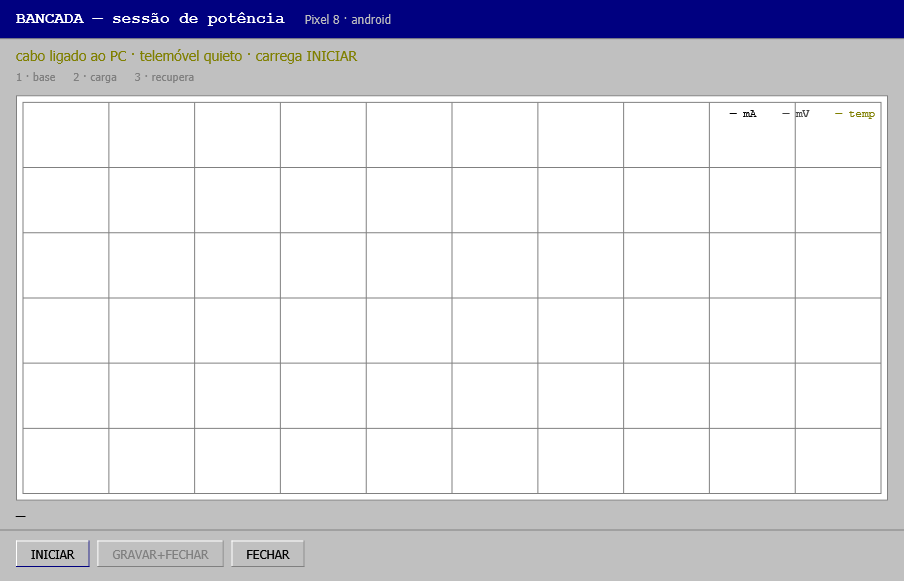 BANCADA — sessão de potência Pixel 8 · android
cabo ligado ao PC · telemóvel quieto · carrega INICIAR
1 · base 2 · carga 3 · recupera
— mA — mV — temp
—
INICIAR GRAVAR+FECHAR FECHAR